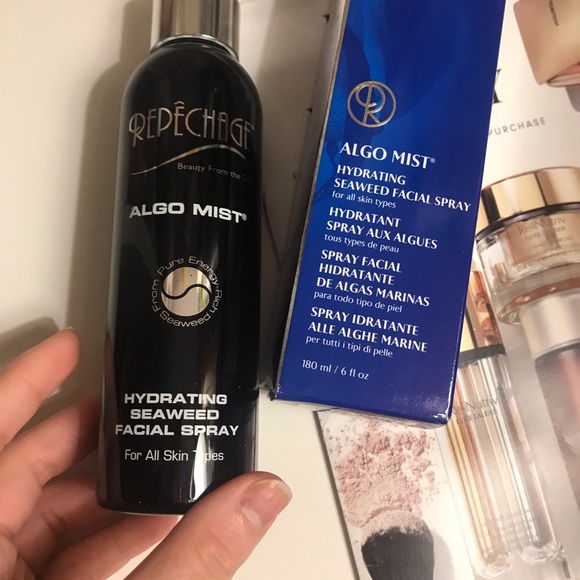 REPÊCHAGE®
Beauty From the
ALGO MIST®
From Pure Energy-Rich Seaweed
HYDRATING
SEAWEED
FACIAL SPRAY
For All Skin Types
ALGO MIST®
HYDRATING
SEAWEED FACIAL SPRAY
for all skin types
HYDRATANT
SPRAY AUX ALGUES
tous types de peau
SPRAY FACIAL
HIDRATANTE
DE ALGAS MARINAS
para todo tipo de piel
SPRAY IDRATANTE
ALLE ALGHE MARINE
per tutti i tipi di pelle
180 ml / 6 fl oz
PURCHASE
Re-Nutriv